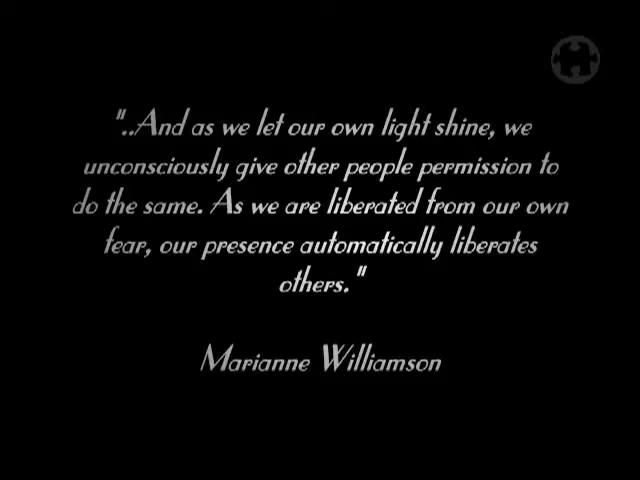 "..And as we let our own light shine, we
unconsciously give other people permission to
do the same. As we are liberated from our own
fear, our presence automatically liberates
others."
Marianne Williamson